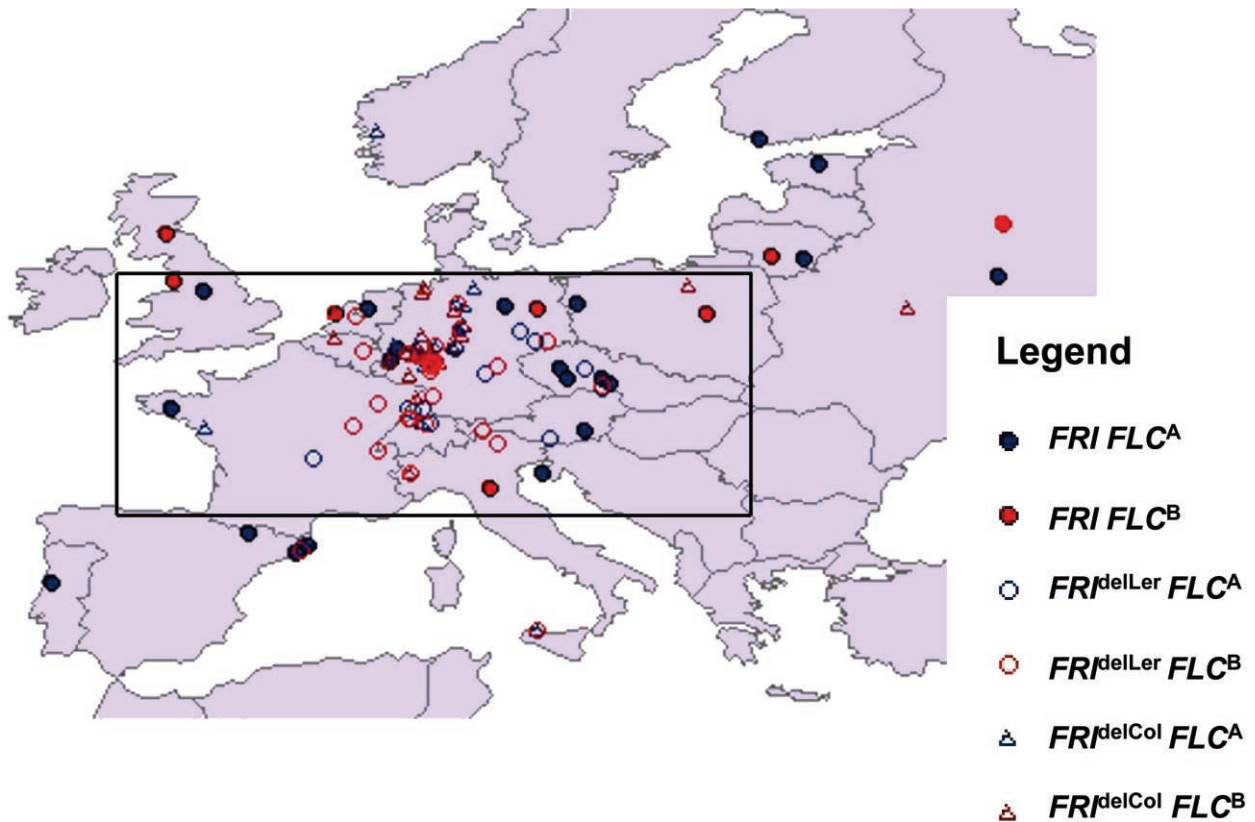 Legend
FRI FLCᴬ
FRI FLCᴮ
FRIᵈᵉˡᴸᵉʳ FLCᴬ
FRIᵈᵉˡᴸᵉʳ FLCᴮ
FRIᵈᵉˡᶜᵒˡ FLCᴬ
FRIᵈᵉˡᶜᵒˡ FLCᴮ